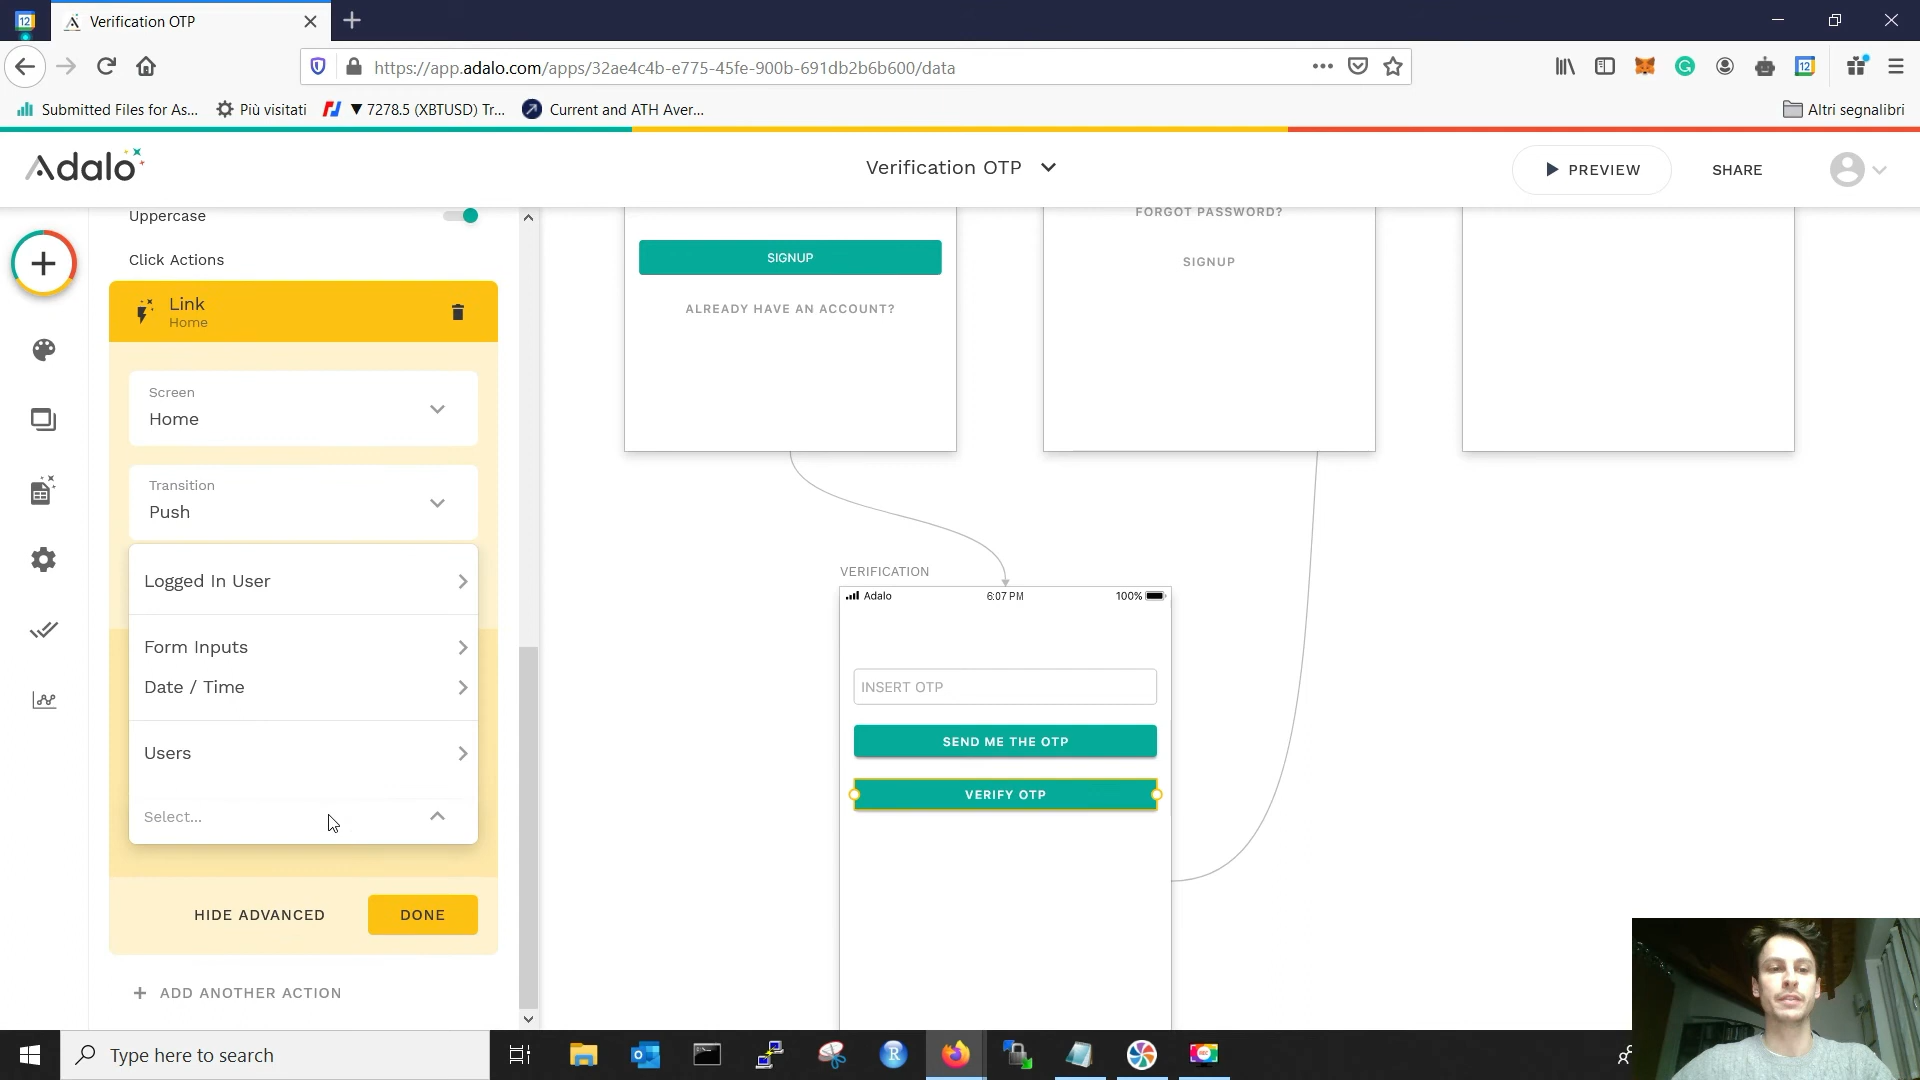 12
Verification OTP
https://app.adalo.com/apps/32ae4c4b-e775-45fe-900b-691db2b6b600/data
12
Submitted Files for As...
Più visitati
▼ 7278.5 (XBTUSD) Tr...
Current and ATH Aver...
Altri segnalibri
Adalo
Verification OTP
PREVIEW
SHARE
Uppercase
Click Actions
Link
Home
Screen
Home
Transition
Push
Logged In User
Form Inputs
Date / Time
Users
Select...
HIDE ADVANCED
DONE
+ ADD ANOTHER ACTION
SIGNUP
ALREADY HAVE AN ACCOUNT?
FORGOT PASSWORD?
SIGNUP
VERIFICATION
Adalo
6:07 PM
100%
INSERT OTP
SEND ME THE OTP
VERIFY OTP
Type here to search
R